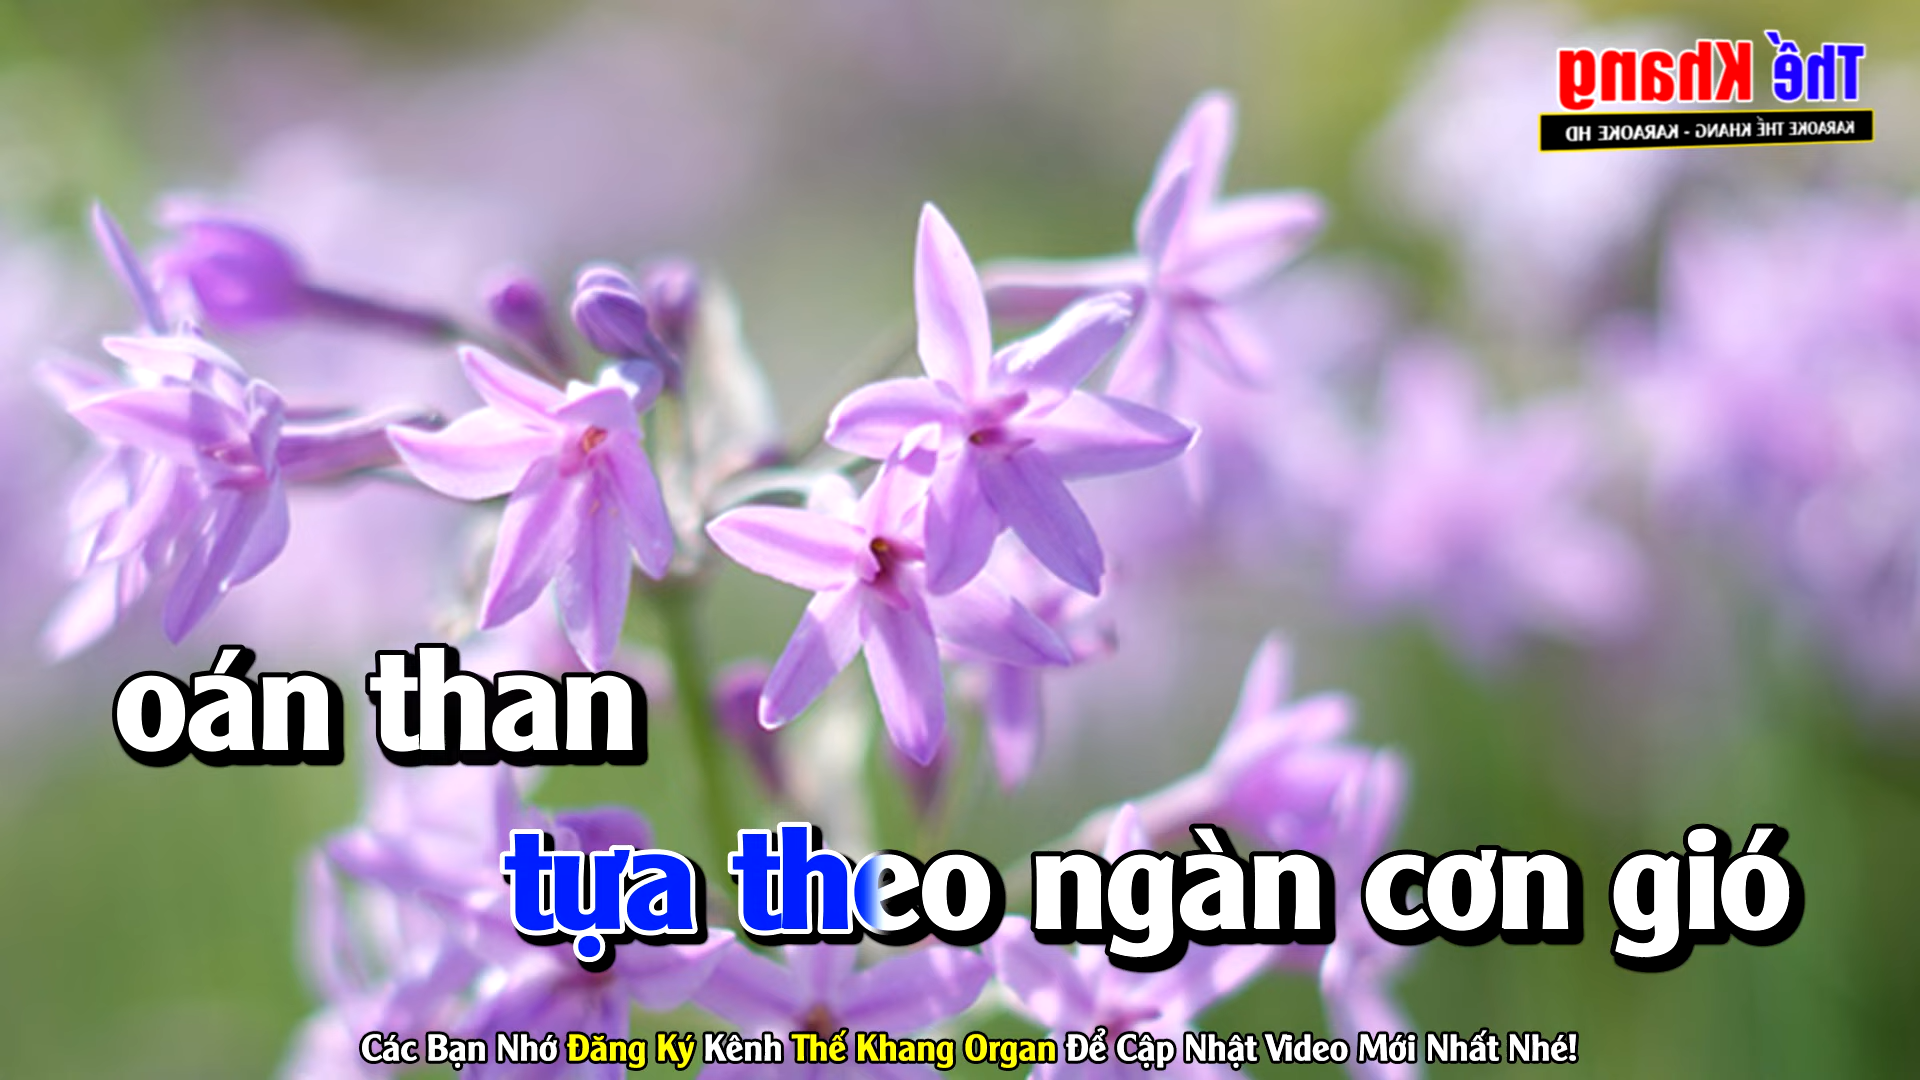 Thế Khang
KARAOKE THẾ KHANG - KARAOKE HD
oán than
tựa theo ngàn cơn gió
Các Bạn Nhớ Đăng Ký Kênh Thế Khang Organ Để Cập Nhật Video Mới Nhất Nhé!